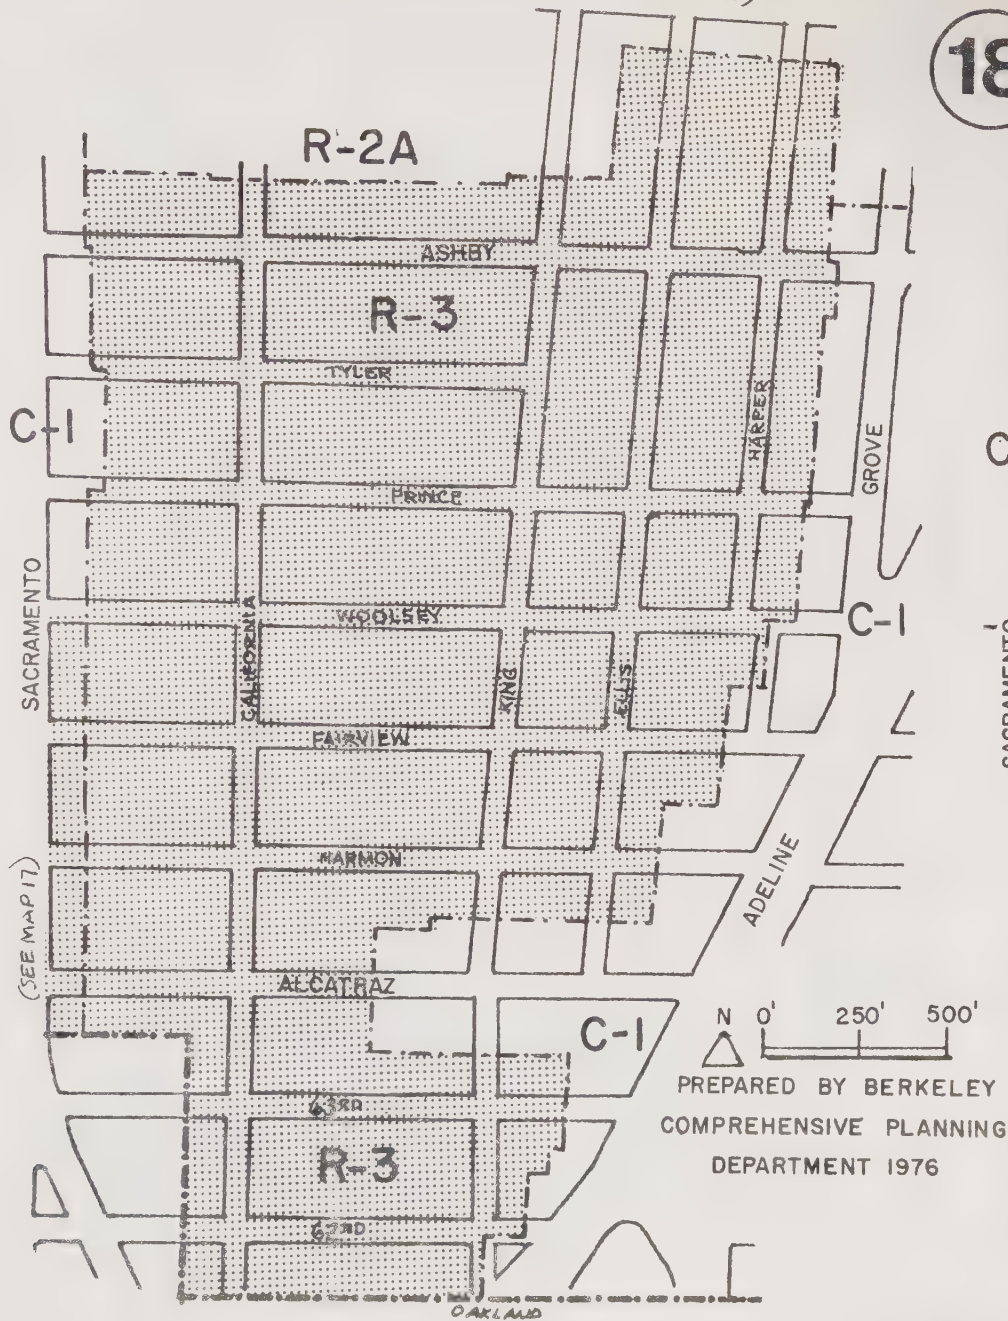 18
R-2A
ASHBY
R-3
TYLER
C-1
HARPER
GROVE
C
PRINCE
SACRAMENTO
CALIFORNIA
WOOLSEY
C-1
KING
ELLIS
SACRAMENTO
FAIRVIEW
HARMON
ADELINE
(SEE MAP 17)
ALCATRAZ
C-1
N 0' 250' 500'
PREPARED BY BERKELEY
COMPREHENSIVE PLANNING
DEPARTMENT 1976
63RD
R-3
62ND
OAKLAND